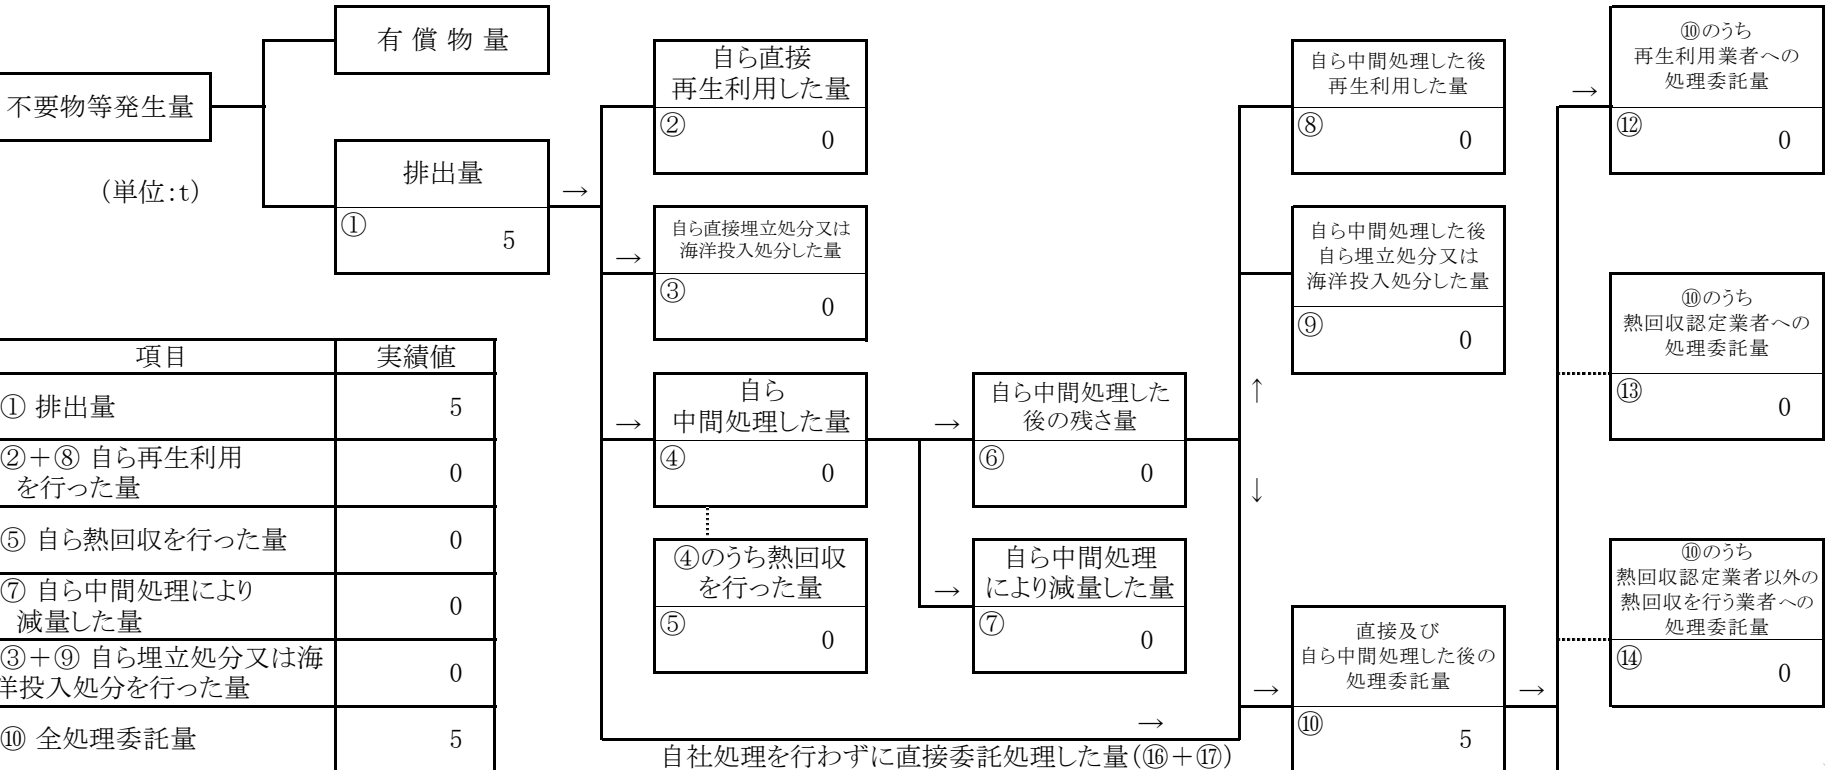 有 償 物 量
不要物等発生量
(単位:t)
排出量
①
5
→
自ら直接
再生利用した量
②
0
→
自ら直接埋立処分又は
海洋投入処分した量
③
0
→
自ら
中間処理した量
④
0
④のうち熱回収
を行った量
⑤
0
→
自ら中間処理した
後の残さ量
⑥
0
→
自ら中間処理
により減量した量
⑦
0
↑
↓
自ら中間処理した後
再生利用した量
⑧
0
自ら中間処理した後
自ら埋立処分又は
海洋投入処分した量
⑨
0
→
直接及び
自ら中間処理した後の
処理委託量
⑩
5
→
→
自社処理を行わずに直接委託処理した量(⑯+⑰)
→
⑩のうち
再生利用業者への
処理委託量
⑫
0
⑩のうち
熱回収認定業者への
処理委託量
⑬
0
⑩のうち
熱回収認定業者以外の
熱回収を行う業者への
処理委託量
⑭
0
項目 実績値
① 排出量 5
②+⑧ 自ら再生利用
を行った量 0
⑤ 自ら熱回収を行った量 0
⑦ 自ら中間処理により
減量した量 0
③+⑨ 自ら埋立処分又は海
洋投入処分を行った量 0
⑩ 全処理委託量 5